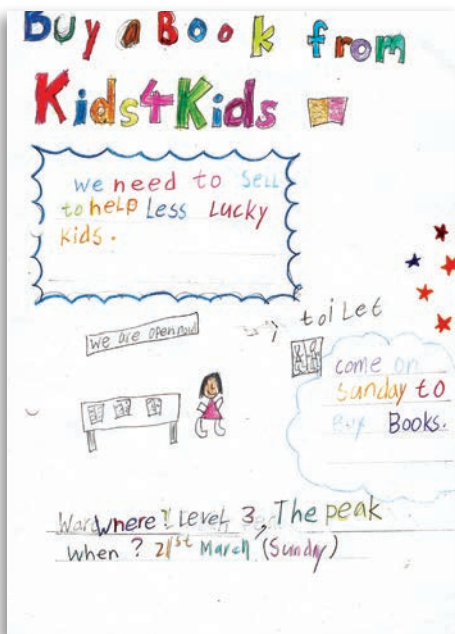 Buy a Book from
Kids4Kids
we need to sell
to help Less Lucky
Kids.
we are open now
toiLet
come on
Sunday to
Buy Books.
where? Level 3, The peak
when? 21st March, (Sunday)